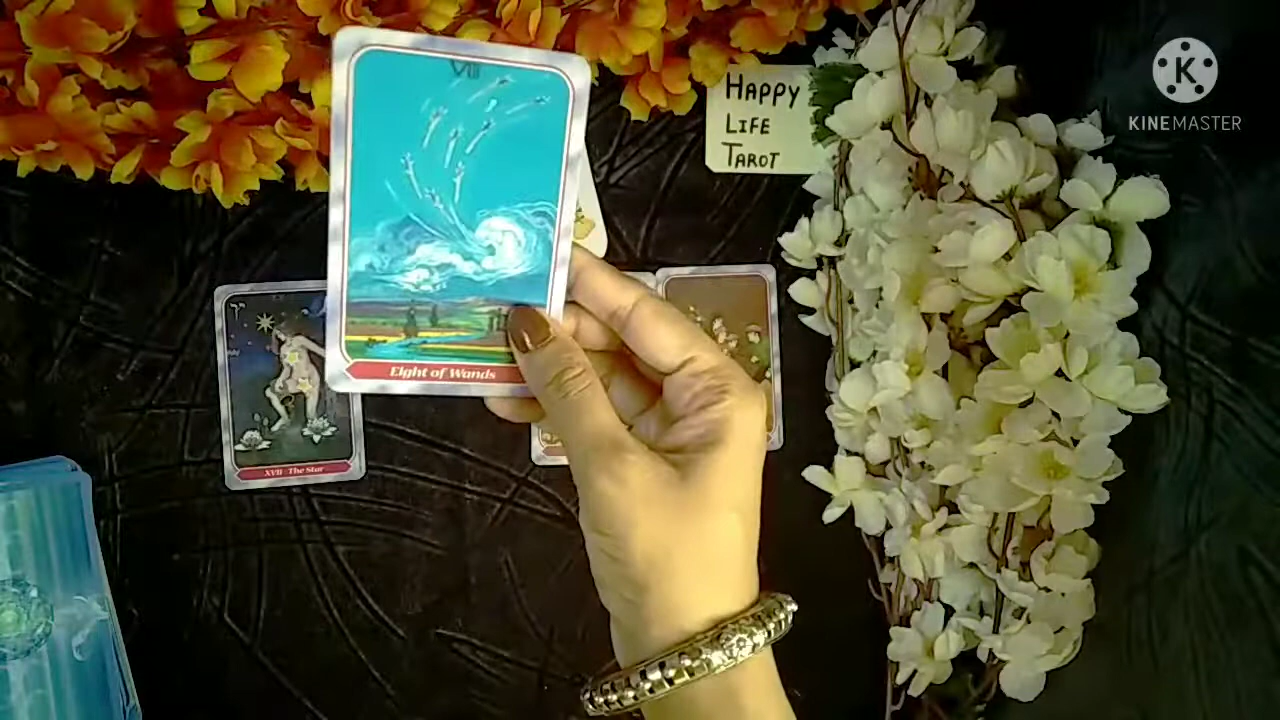 VIII
HAPPY
LIFE
TAROT
KINEMASTER
Eight of Wands
XVII - The Star